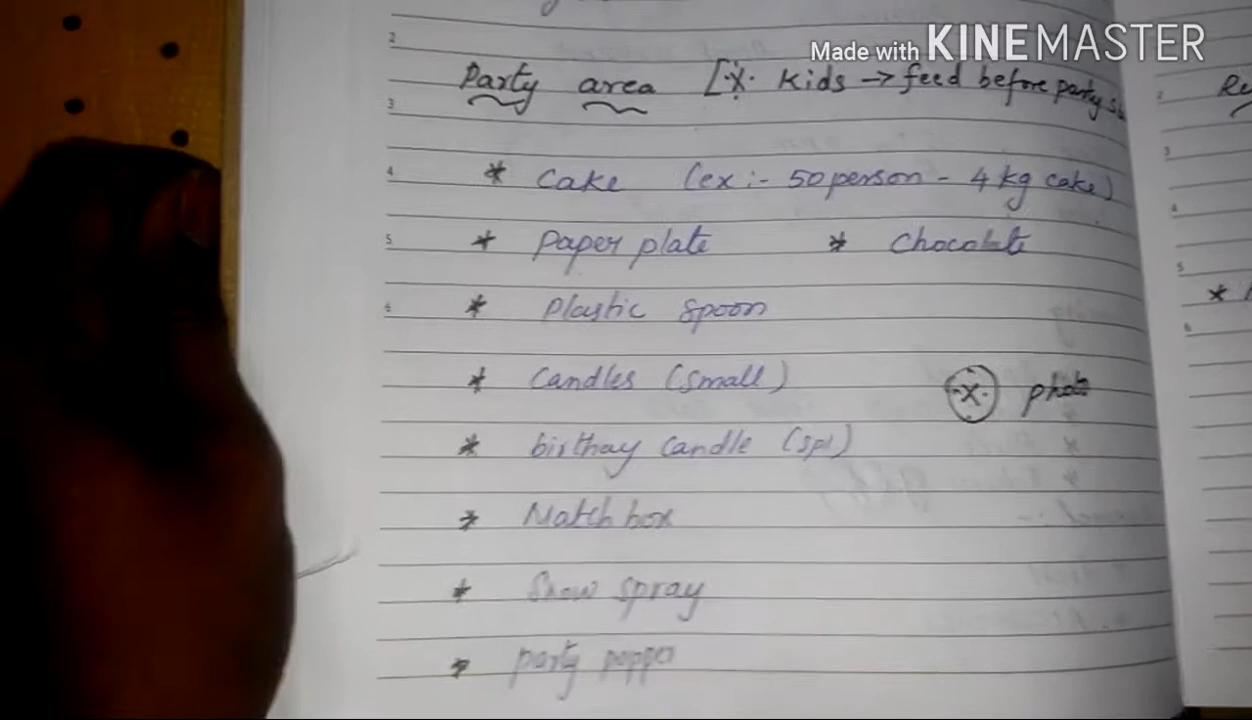 Made with KINEMASTER
Party area [※ Kids → feed before party
* Cake (ex:- 50 person - 4 kg cake)
* Paper plate * Chocolate
* Plastic spoon
* Candles (small)
※ photo
* birthay candle (spl)
* Match box
* Snow spray
* party popper